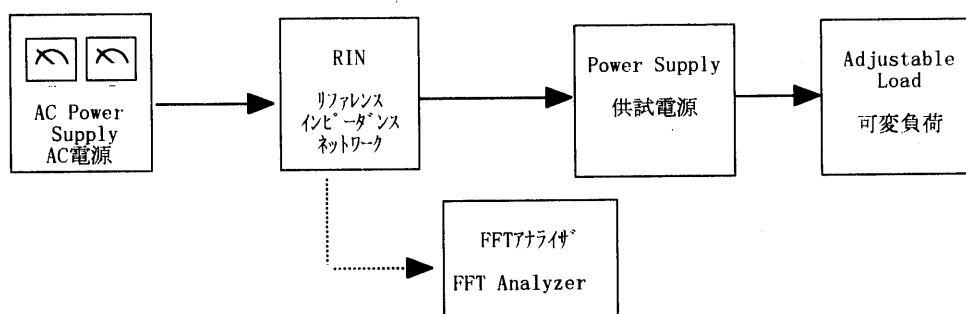 AC Power
Supply
AC電源
RIN
ﾘﾌｧﾚﾝｽ
ｲﾝﾋﾟｰﾀﾞﾝｽ
ﾈｯﾄﾜｰｸ
Power Supply
供試電源
Adjustable
Load
可変負荷
FFTｱﾅﾗｲｻﾞ
FFT Analyzer